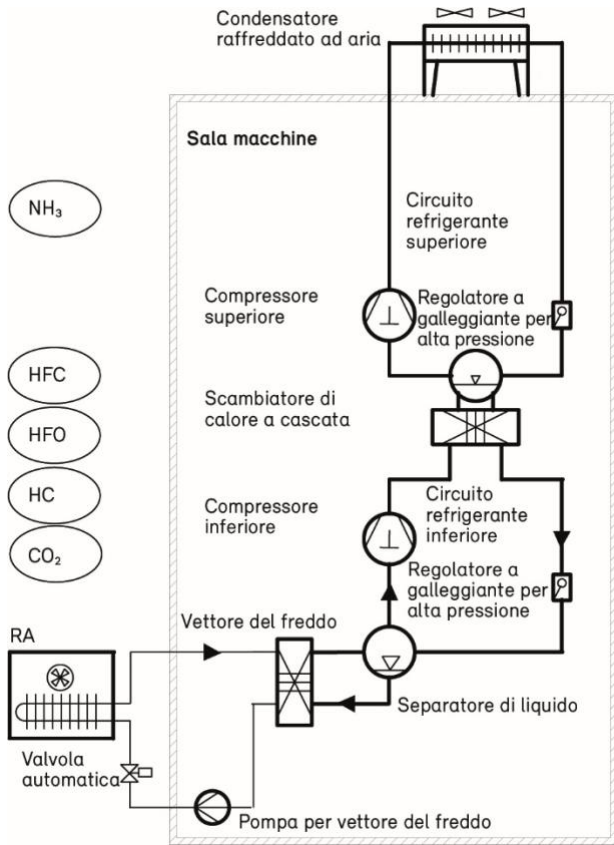 Condensatore
raffreddato ad aria
Sala macchine
NH₃
Circuito
refrigerante
superiore
Compressore
superiore
Regolatore a
galleggiante per
alta pressione
HFC
Scambiatore di
calore a cascata
HFO
HC
Compressore
inferiore
Circuito
refrigerante
inferiore
CO₂
Regolatore a
galleggiante per
alta pressione
Vettore del freddo
RA
Separatore di liquido
Valvola
automatica
Pompa per vettore del freddo